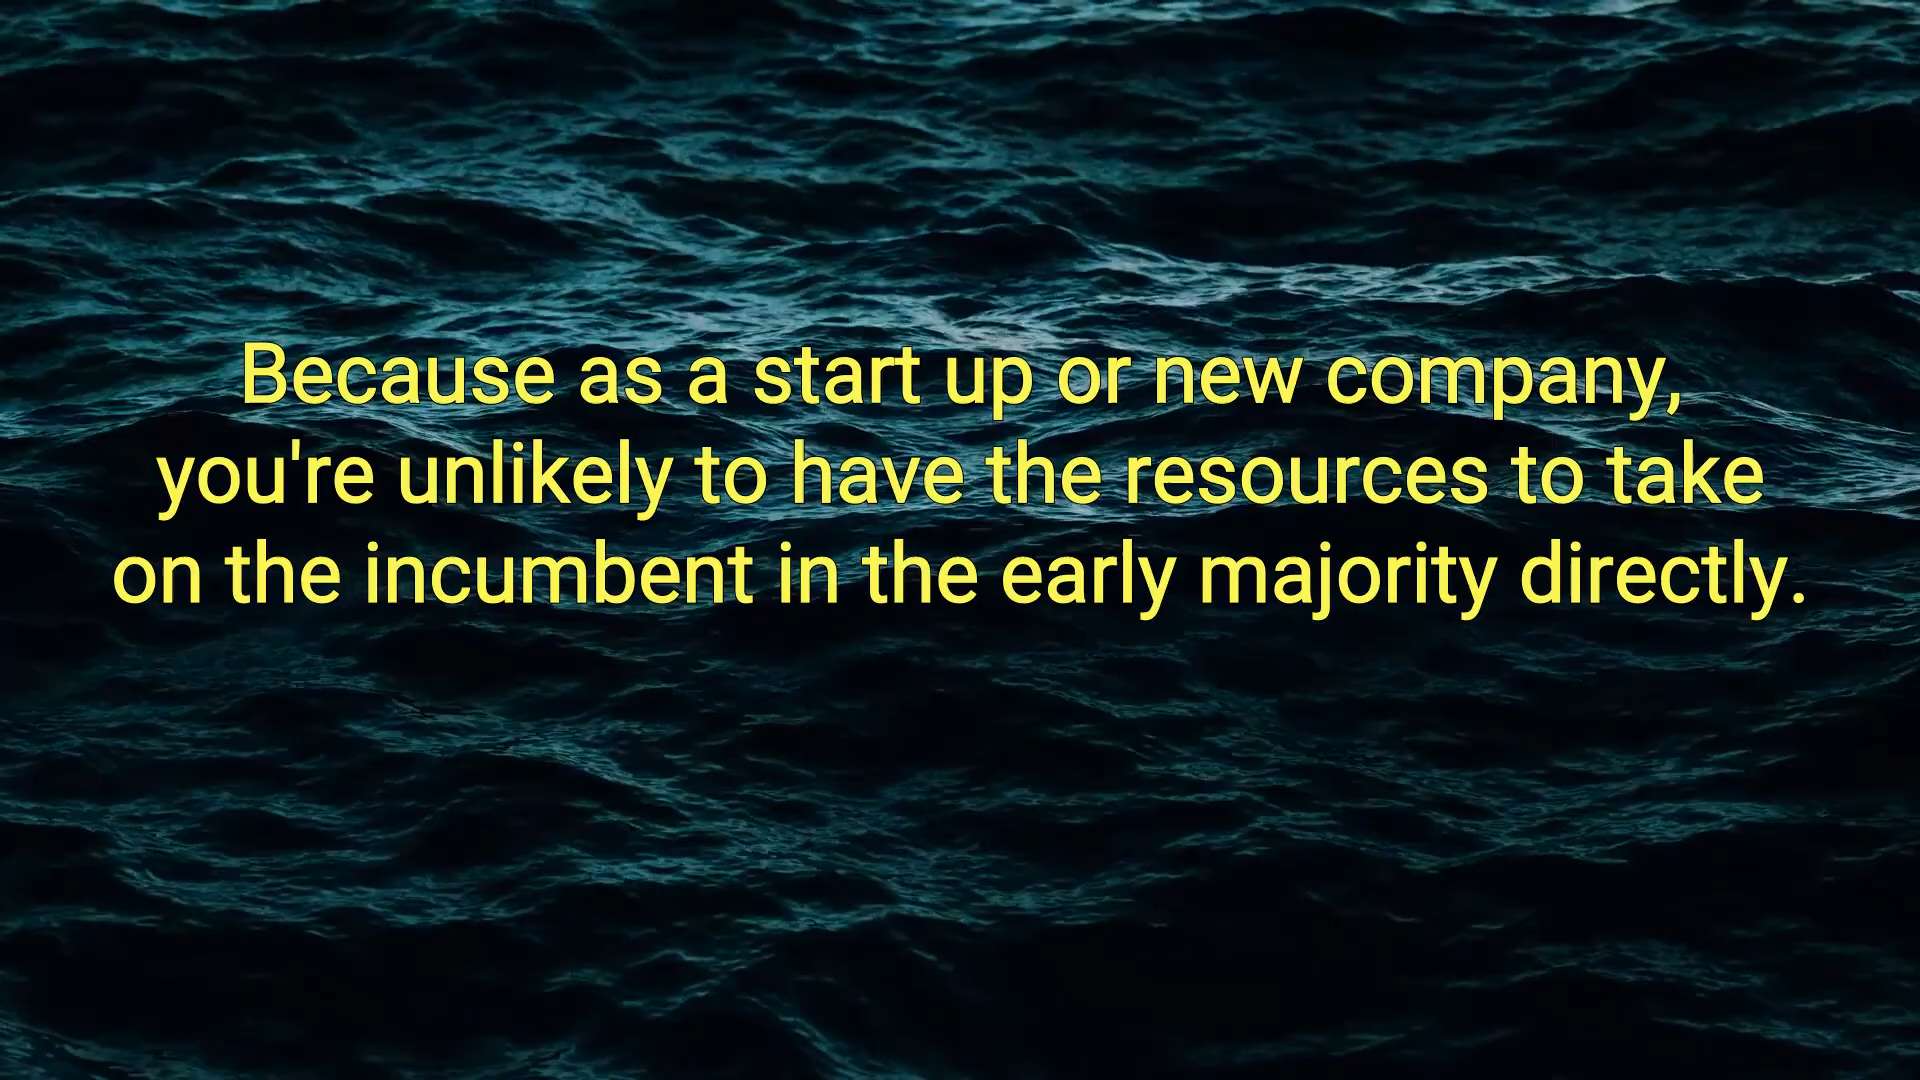 Because as a start up or new company,
you're unlikely to have the resources to take
on the incumbent in the early majority directly.